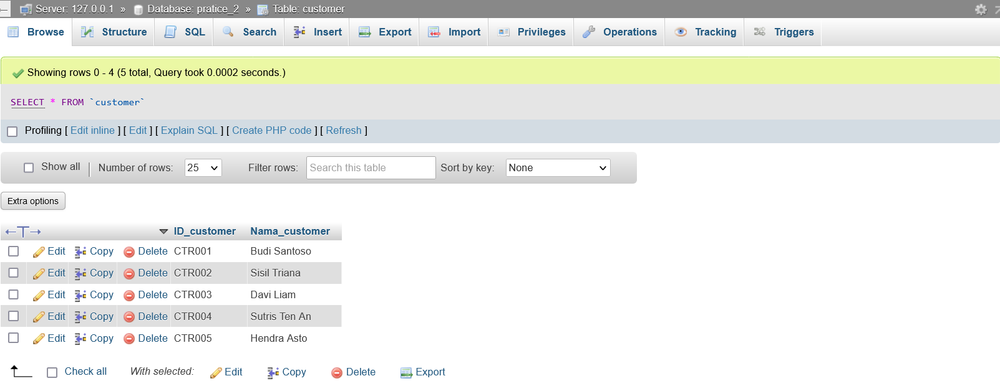 Server: 127.0.0.1 » Database: pratice_2 » Table: customer
Browse Structure SQL Search Insert Export Import Privileges Operations Tracking Triggers
Showing rows 0 - 4 (5 total, Query took 0.0002 seconds.)
SELECT * FROM `customer`
Profiling [ Edit inline ] [ Edit ] [ Explain SQL ] [ Create PHP code ] [ Refresh ]
Show all | Number of rows: 25 Filter rows: Search this table Sort by key: None
Extra options
ID_customer Nama_customer
Edit Copy Delete CTR001 Budi Santoso
Edit Copy Delete CTR002 Sisil Triana
Edit Copy Delete CTR003 Davi Liam
Edit Copy Delete CTR004 Sutris Ten An
Edit Copy Delete CTR005 Hendra Asto
Check all With selected: Edit Copy Delete Export